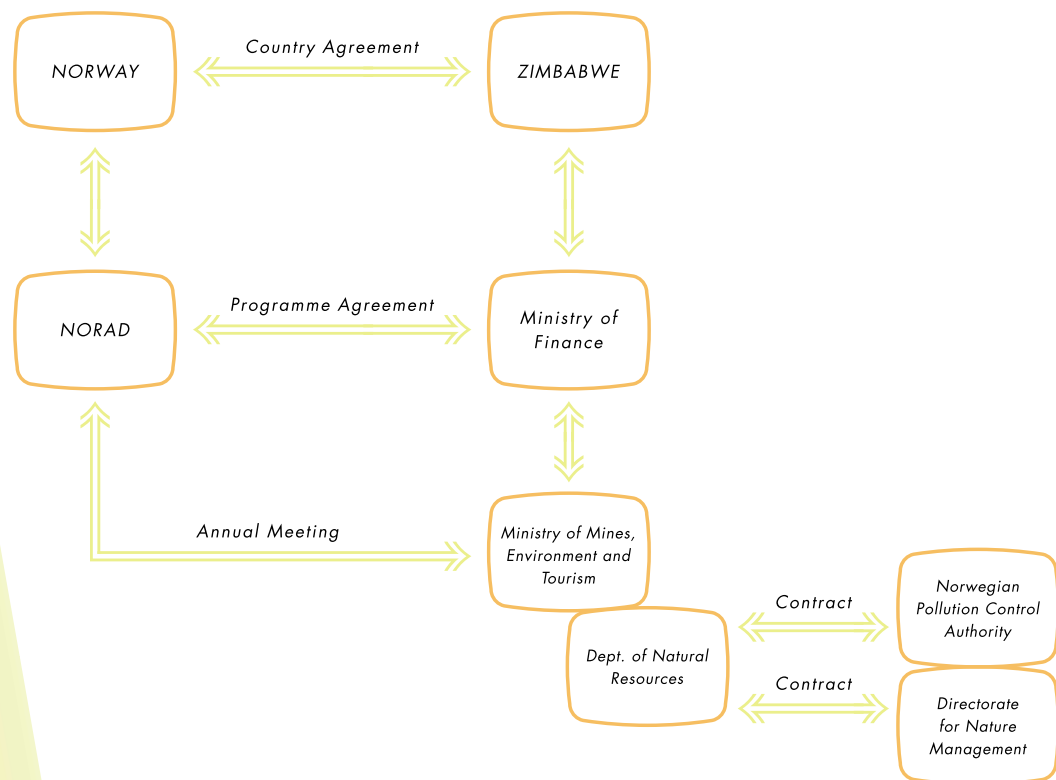 Country Agreement
NORWAY
ZIMBABWE
Programme Agreement
NORAD
Ministry of
Finance
Annual Meeting
Ministry of Mines,
Environment and
Tourism
Contract
Norwegian
Pollution Control
Authority
Dept. of Natural
Resources
Contract
Directorate
for Nature
Management